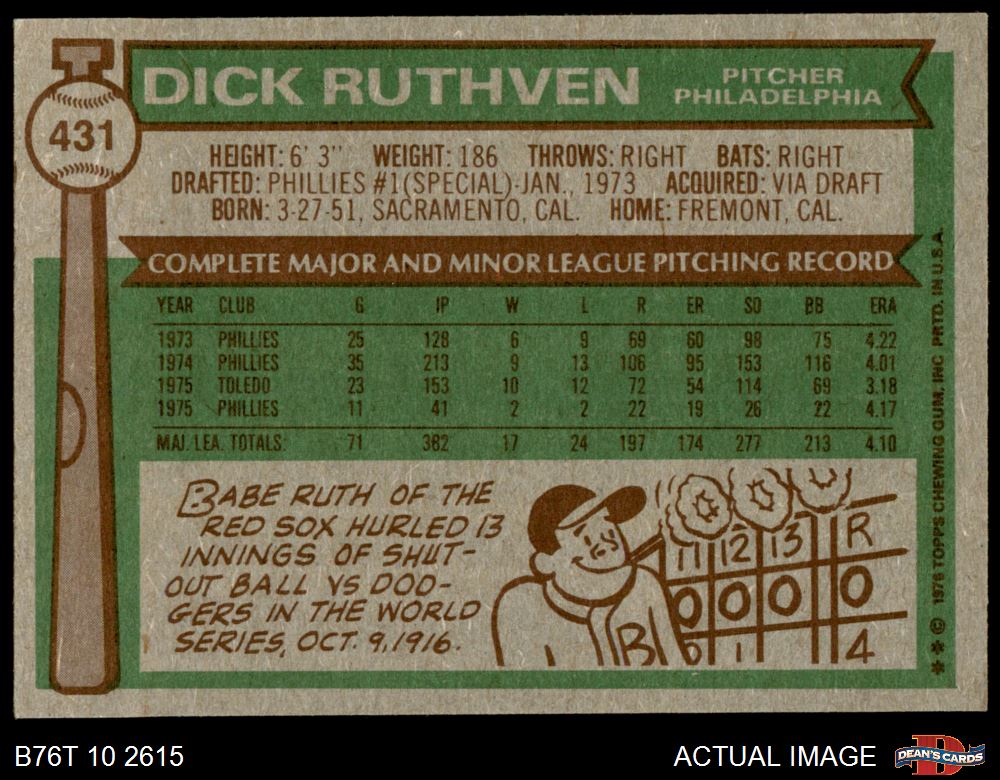 DICK RUTHVEN
PITCHER
PHILADELPHIA
431
HEIGHT: 6' 3" WEIGHT: 186 THROWS: RIGHT BATS: RIGHT
DRAFTED: PHILLIES #1(SPECIAL)-JAN., 1973 ACQUIRED: VIA DRAFT
BORN: 3-27-51, SACRAMENTO, CAL. HOME: FREMONT, CAL.
COMPLETE MAJOR AND MINOR LEAGUE PITCHING RECORD
YEAR CLUB G IP W L R ER SO BB ERA
1973 PHILLIES 25 128 6 9 69 60 98 75 4.22
1974 PHILLIES 35 213 9 13 106 95 153 116 4.01
1975 TOLEDO 23 153 10 12 72 54 114 69 3.18
1975 PHILLIES 11 41 2 2 22 19 26 22 4.17
MAJ. LEA. TOTALS: 71 382 17 24 197 174 277 213 4.10
BABE RUTH OF THE
RED SOX HURLED 13
INNINGS OF SHUT-
OUT BALL VS DOD-
GERS IN THE WORLD
SERIES, OCT. 9, 1916.
11 12 13 R
0 0 0 0
B 0 1 4
* * © 1976 TOPPS CHEWING GUM, INC PRTD. IN U.S.A.
B76T 10 2615
ACTUAL IMAGE
DEAN'S CARDS